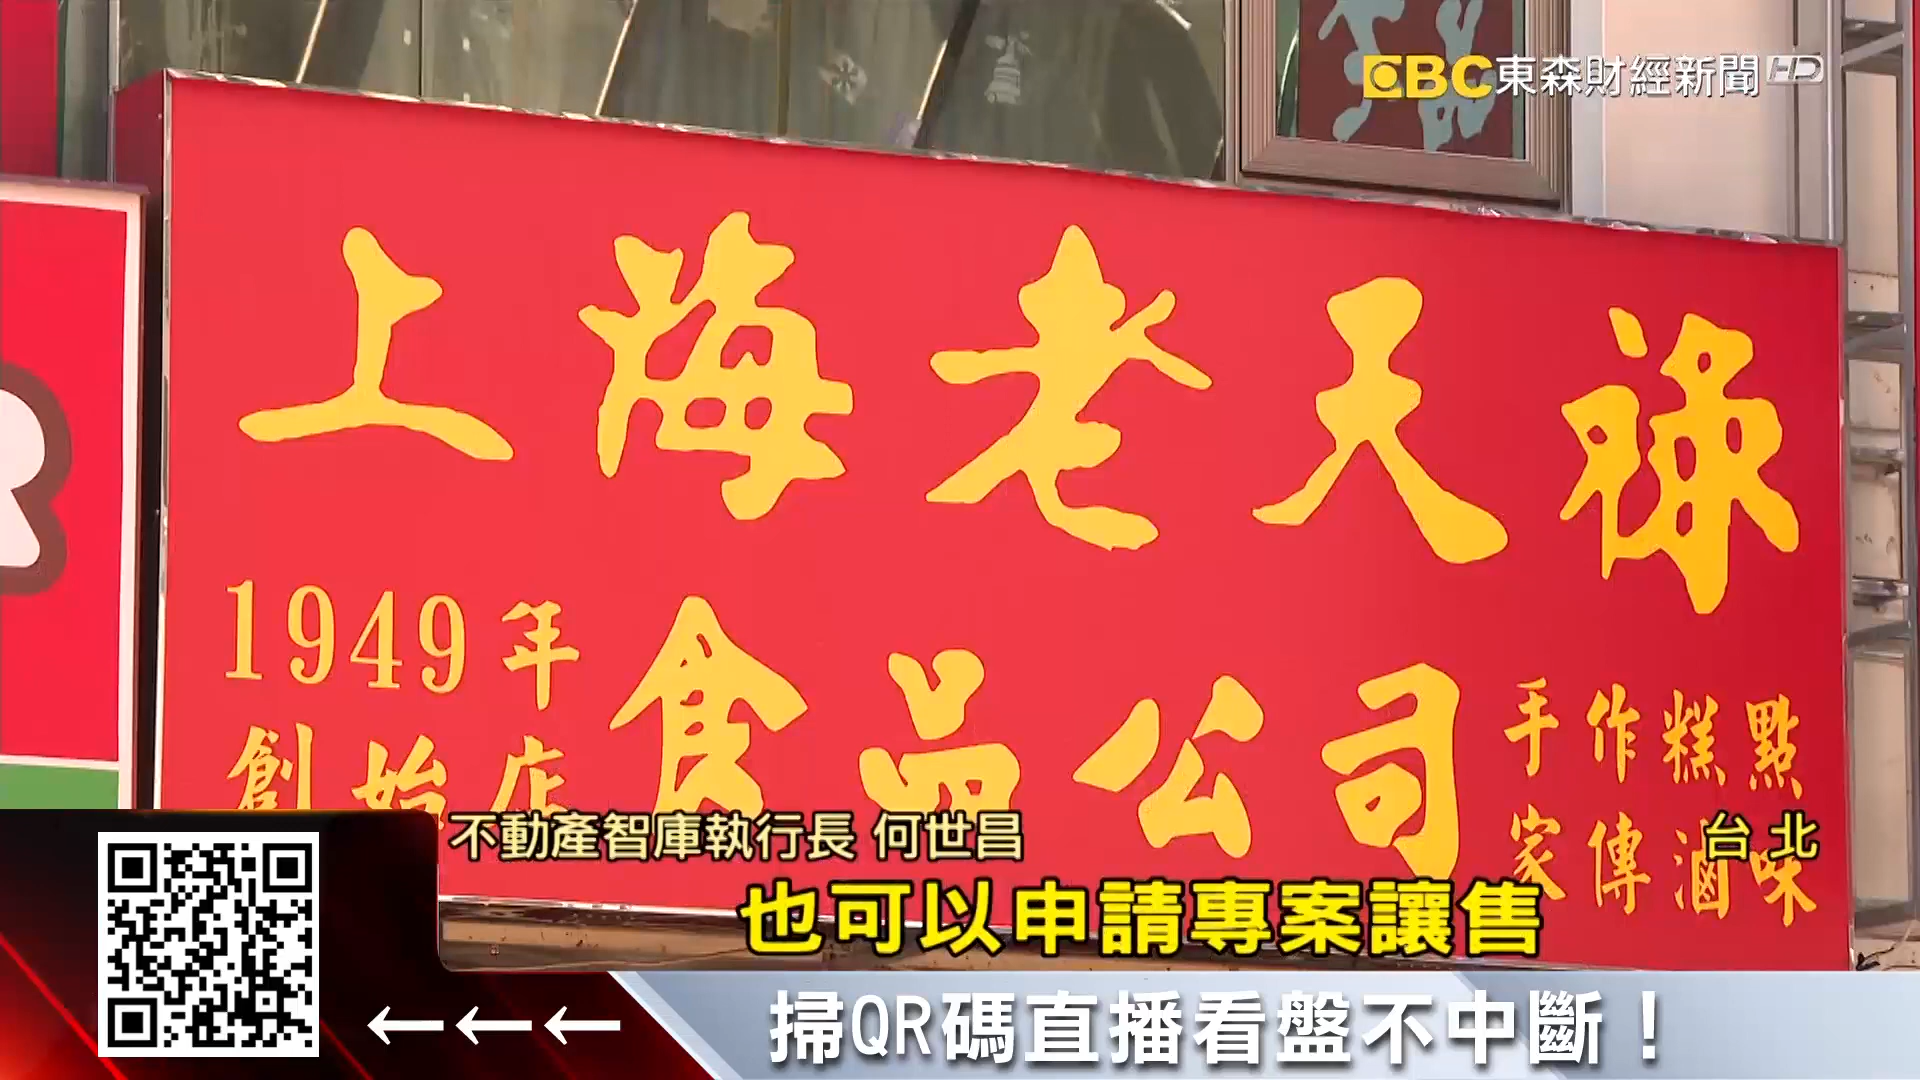 EBC東森財經新聞HD
上海老天祿
1949年
創始店
食品公司
手作糕點
家傳滷味
不動產智庫執行長 何世昌
台北
也可以申請專案讓售
←←← 掃QR碼直播看盤不中斷！